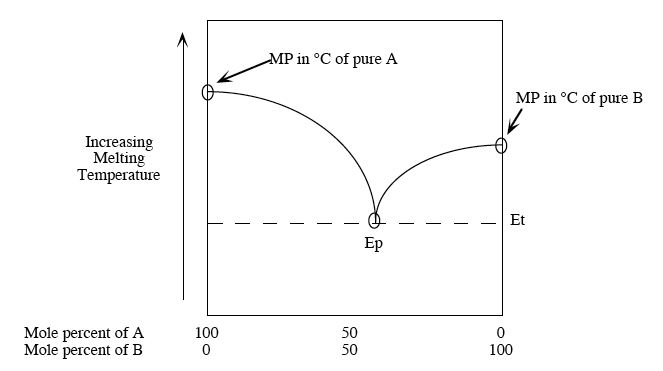 MP in °C of pure A
MP in °C of pure B
Increasing
Melting
Temperature
Et
Ep
Mole percent of A 100 50 0
Mole percent of B 0 50 100